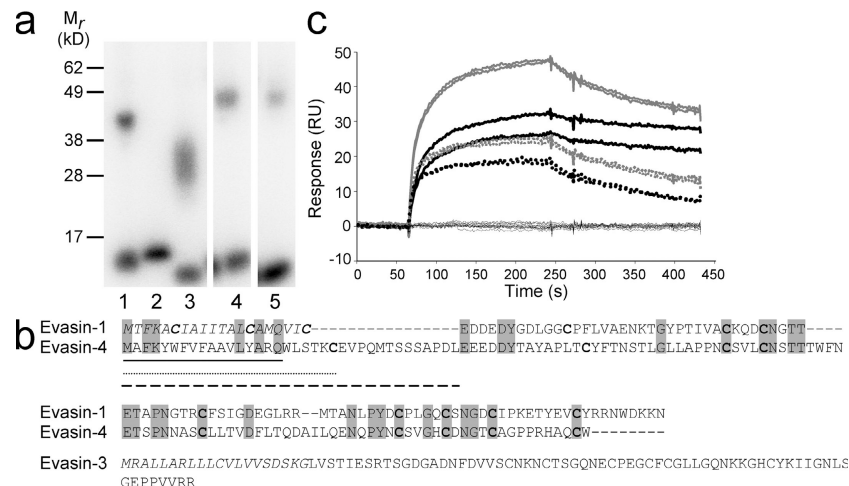 a
M_r
(kD)
62
49
38
28
17
1 2 3 4 5
c
Response (RU)
50
40
30
20
10
0
-10
0 50 100 150 200 250 300 350 400 450
Time (s)
b
Evasin-1 MTFKACIAIITALCAMQVIC----------------EDDEDYGDLGGCPFLVAENKTGYPTIVACKQDCNGTT----
Evasin-4 MAFKYWFVFAAVLYARQWLSTKCEVPQMTSSSAPDLEEEDDYTAYAPLTCYFTNSTLGLLAPPNCSVLCNSTTTWFN
Evasin-1 ETAPNGTRCFSIGDEGLRR--MTANLPYDCPLGQCSNGDCIPKETYEVCYRRNWDKKN
Evasin-4 ETSPNNASCLLTVDFLTQDAILQENQPYNCSVGHCDNGTCAGPPRHAQCW--------
Evasin-3 MRALLARLLLCVLVVSDSKGLVSTIESRTSGDGADNFDVVSCNKNCTSGQNECPEGCFCGLLGQNKKGHCYKIIGNLS
GEPPVVRR